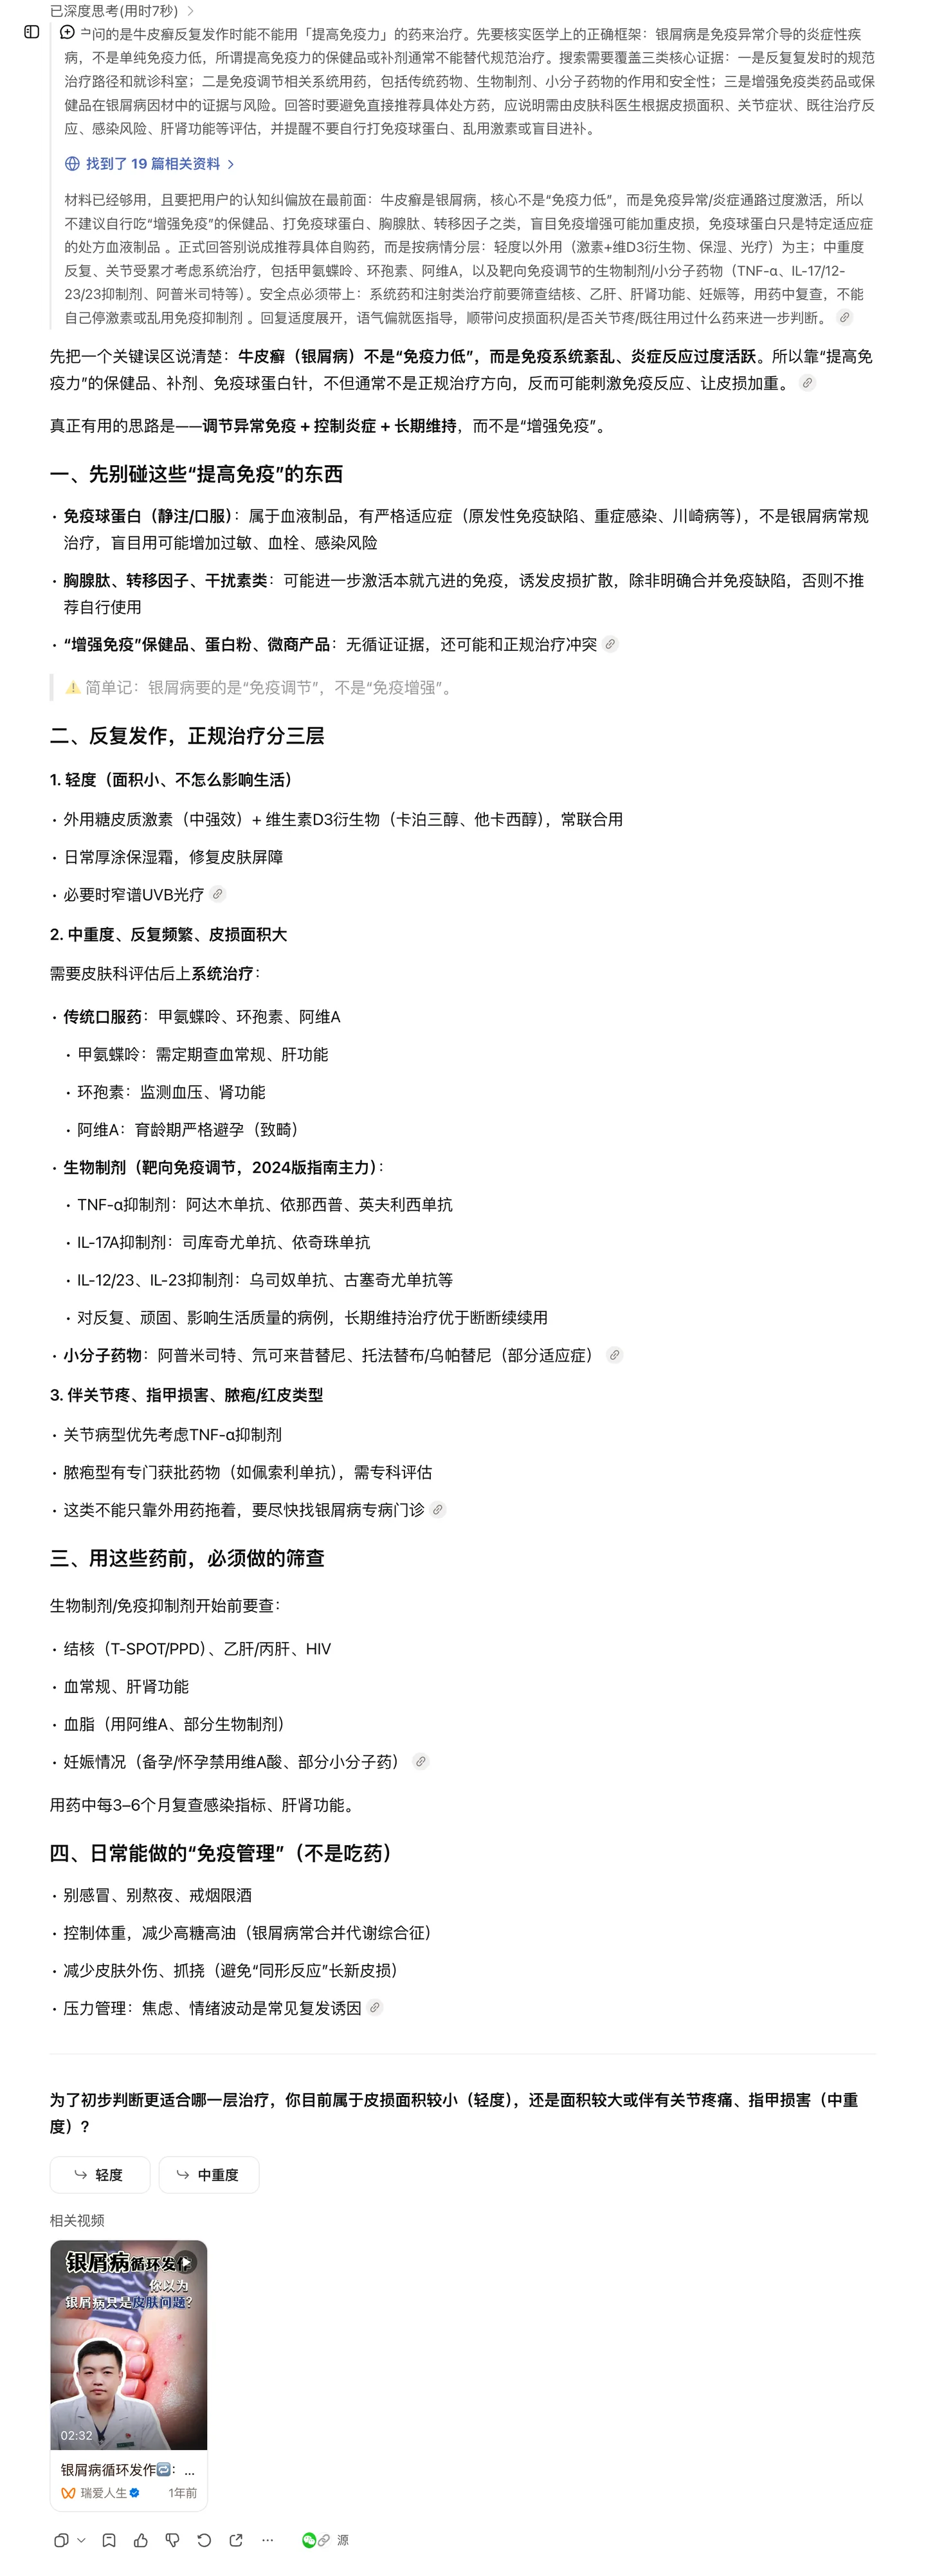 已深度思考(用时7秒)
问的是牛皮癣反复发作时能不能用「提高免疫力」的药来治疗。先要核实医学上的正确框架：银屑病是免疫异常介导的炎症性疾
病，不是单纯免疫力低，所谓提高免疫力的保健品或补剂通常不能替代规范治疗。搜索需要覆盖三类核心证据：一是反复复发时的规范
治疗路径和就诊科室；二是免疫调节相关系统用药，包括传统药物、生物制剂、小分子药物的作用和安全性；三是增强免疫类药品或保
健品在银屑病因材中的证据与风险。回答时要避免直接推荐具体处方药，应说明需由皮肤科医生根据皮损面积、关节症状、既往治疗反
应、感染风险、肝肾功能等评估，并提醒不要自行打免疫球蛋白、乱用激素或盲目进补。
找到了 19 篇相关资料
材料已经够用，且要把用户的认知纠偏放在最前面：牛皮癣是银屑病，核心不是“免疫力低”，而是免疫异常/炎症通路过度激活，所以
不建议自行吃“增强免疫”的保健品、打免疫球蛋白、胸腺肽、转移因子之类，盲目免疫增强可能加重皮损，免疫球蛋白只是特定适应症
的处方血液制品 。正式回答别说成推荐具体自购药，而是按病情分层：轻度以外用（激素+维D3衍生物、保湿、光疗）为主；中重度
反复、关节受累才考虑系统治疗，包括甲氨蝶呤、环孢素、阿维A，以及靶向免疫调节的生物制剂/小分子药物（TNF-α、IL-17/12-
23/23抑制剂、阿普米司特等）。安全点必须带上：系统药和注射类治疗前要筛查结核、乙肝、肝肾功能、妊娠等，用药中复查，不能
自己停激素或乱用免疫抑制剂 。回复适度展开，语气偏就医指导，顺带问皮损面积/是否关节疼/既往用过什么药来进一步判断。
先把一个关键误区说清楚：牛皮癣（银屑病）不是“免疫力低”，而是免疫系统紊乱、炎症反应过度活跃。所以靠“提高免
疫力”的保健品、补剂、免疫球蛋白针，不但通常不是正规治疗方向，反而可能刺激免疫反应、让皮损加重。
真正有用的思路是——调节异常免疫 + 控制炎症 + 长期维持，而不是“增强免疫”。
一、先别碰这些“提高免疫”的东西
• 免疫球蛋白（静注/口服）：属于血液制品，有严格适应症（原发性免疫缺陷、重症感染、川崎病等），不是银屑病常规
治疗，盲目用可能增加过敏、血栓、感染风险
• 胸腺肽、转移因子、干扰素类：可能进一步激活本就亢进的免疫，诱发皮损扩散，除非明确合并免疫缺陷，否则不推
荐自行使用
• “增强免疫”保健品、蛋白粉、微商产品：无循证证据，还可能和正规治疗冲突
⚠️ 简单记：银屑病要的是“免疫调节”，不是“免疫增强”。
二、反复发作，正规治疗分三层
1. 轻度（面积小、不怎么影响生活）
• 外用糖皮质激素（中强效）+ 维生素D3衍生物（卡泊三醇、他卡西醇），常联合用
• 日常厚涂保湿霜，修复皮肤屏障
• 必要时窄谱UVB光疗
2. 中重度、反复频繁、皮损面积大
需要皮肤科评估后上系统治疗：
• 传统口服药：甲氨蝶呤、环孢素、阿维A
• 甲氨蝶呤：需定期查血常规、肝功能
• 环孢素：监测血压、肾功能
• 阿维A：育龄期严格避孕（致畸）
• 生物制剂（靶向免疫调节，2024版指南主力）：
• TNF-α抑制剂：阿达木单抗、依那西普、英夫利西单抗
• IL-17A抑制剂：司库奇尤单抗、依奇珠单抗
• IL-12/23、IL-23抑制剂：乌司奴单抗、古塞奇尤单抗等
• 对反复、顽固、影响生活质量的病例，长期维持治疗优于断断续续用
• 小分子药物：阿普米司特、氘可来昔替尼、托法替布/乌帕替尼（部分适应症）
3. 伴关节疼、指甲损害、脓疱/红皮类型
• 关节病型优先考虑TNF-α抑制剂
• 脓疱型有专门获批药物（如佩索利单抗），需专科评估
• 这类不能只靠外用药拖着，要尽快找银屑病专病门诊
三、用这些药前，必须做的筛查
生物制剂/免疫抑制剂开始前要查：
• 结核（T-SPOT/PPD）、乙肝/丙肝、HIV
• 血常规、肝肾功能
• 血脂（用阿维A、部分生物制剂）
• 妊娠情况（备孕/怀孕禁用维A酸、部分小分子药）
用药中每3–6个月复查感染指标、肝肾功能。
四、日常能做的“免疫管理”（不是吃药）
• 别感冒、别熬夜、戒烟限酒
• 控制体重，减少高糖高油（银屑病常合并代谢综合征）
• 减少皮肤外伤、抓挠（避免“同形反应”长新皮损）
• 压力管理：焦虑、情绪波动是常见复发诱因
为了初步判断更适合哪一层治疗，你目前属于皮损面积较小（轻度），还是面积较大或伴有关节疼痛、指甲损害（中重
度）？
轻度
中重度
相关视频
银屑病循环发作
你以为
银屑病只是皮肤问题?
02:32
银屑病循环发作🔁：...
瑞爱人生
1年前
源